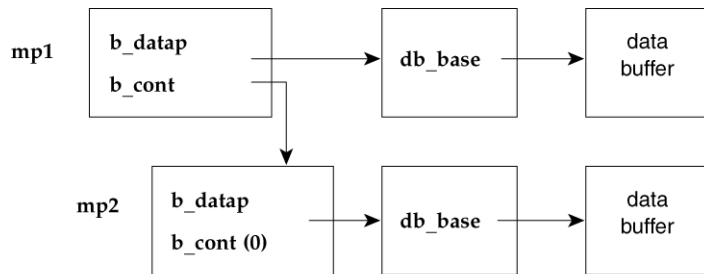 mp1
b_datap
b_cont
db_base
data
buffer
mp2
b_datap
b_cont (0)
db_base
data
buffer